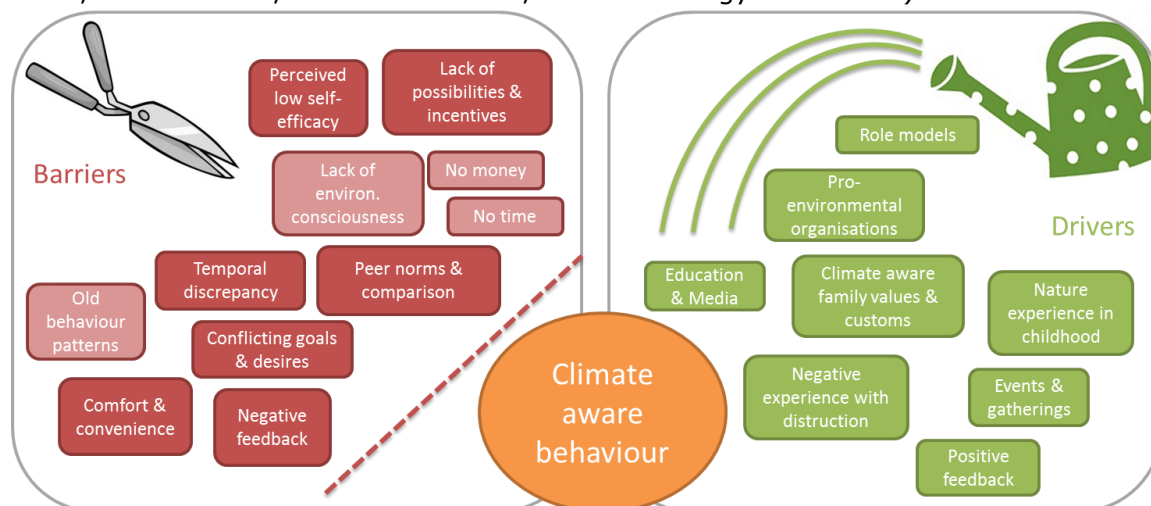 Barriers
Perceived
low self-
efficacy
Lack of
possibilities &
incentives
Lack of
environ.
consciousness
No money
No time
Temporal
discrepancy
Peer norms &
comparison
Old
behaviour
patterns
Conflicting goals
& desires
Comfort &
convenience
Negative
feedback
Climate
aware
behaviour
Role models
Pro-
environmental
organisations
Drivers
Education
& Media
Climate aware
family values &
customs
Nature
experience in
childhood
Negative
experience with
distruction
Events &
gatherings
Positive
feedback